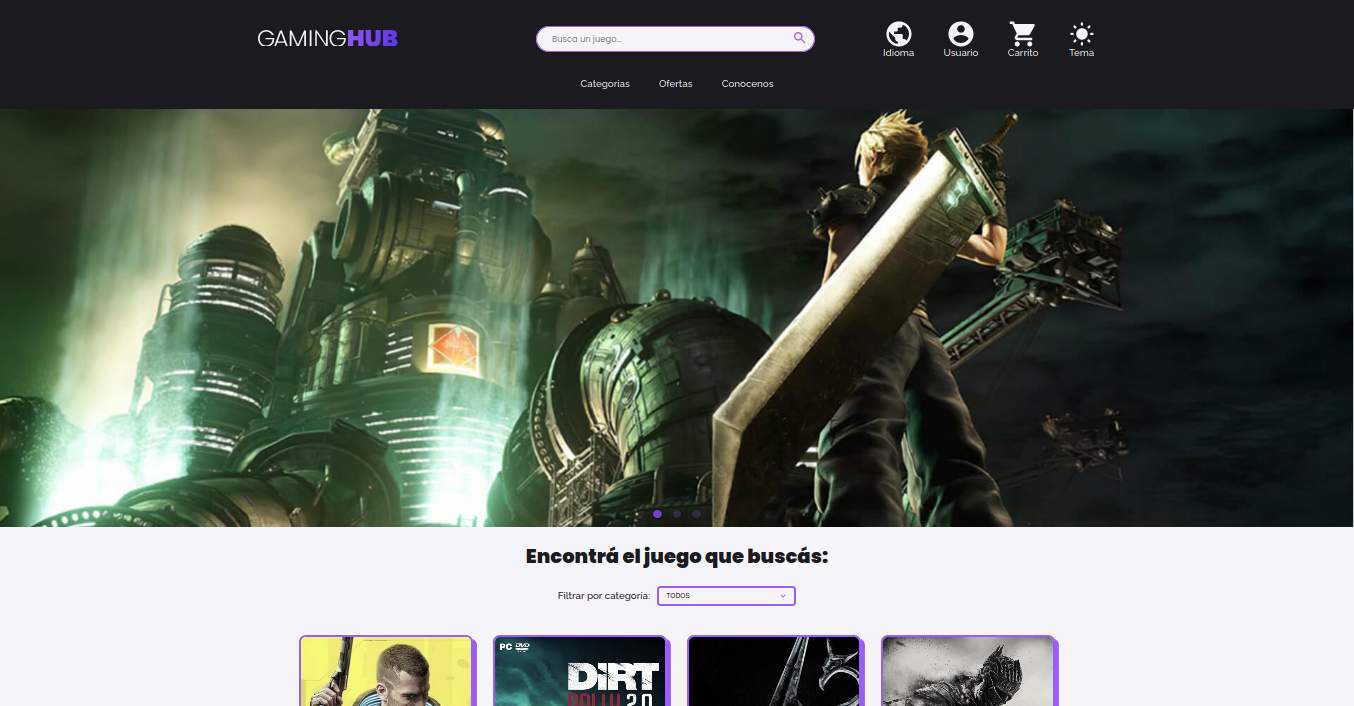 GAMINGHUB
Busca un juego...
Idioma
Usuario
Carrito
Tema
Categorias
Ofertas
Conocenos
Encontrá el juego que buscás:
Filtrar por categoria:
TODOS
PC DVD
DiRT
RALLY 2.0